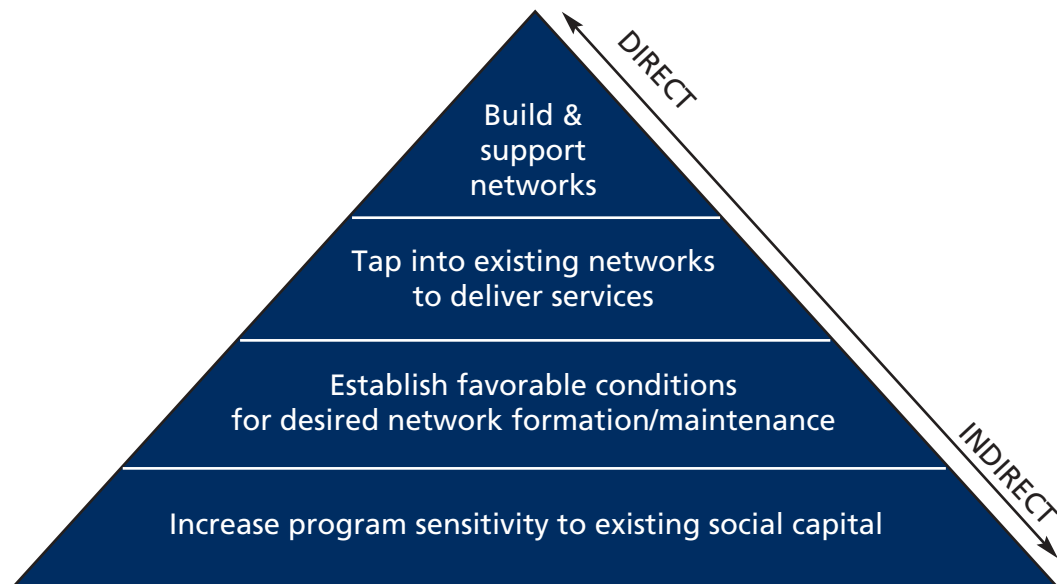 DIRECT
Build &
support
networks
Tap into existing networks
to deliver services
Establish favorable conditions
for desired network formation/maintenance
INDIRECT
Increase program sensitivity to existing social capital